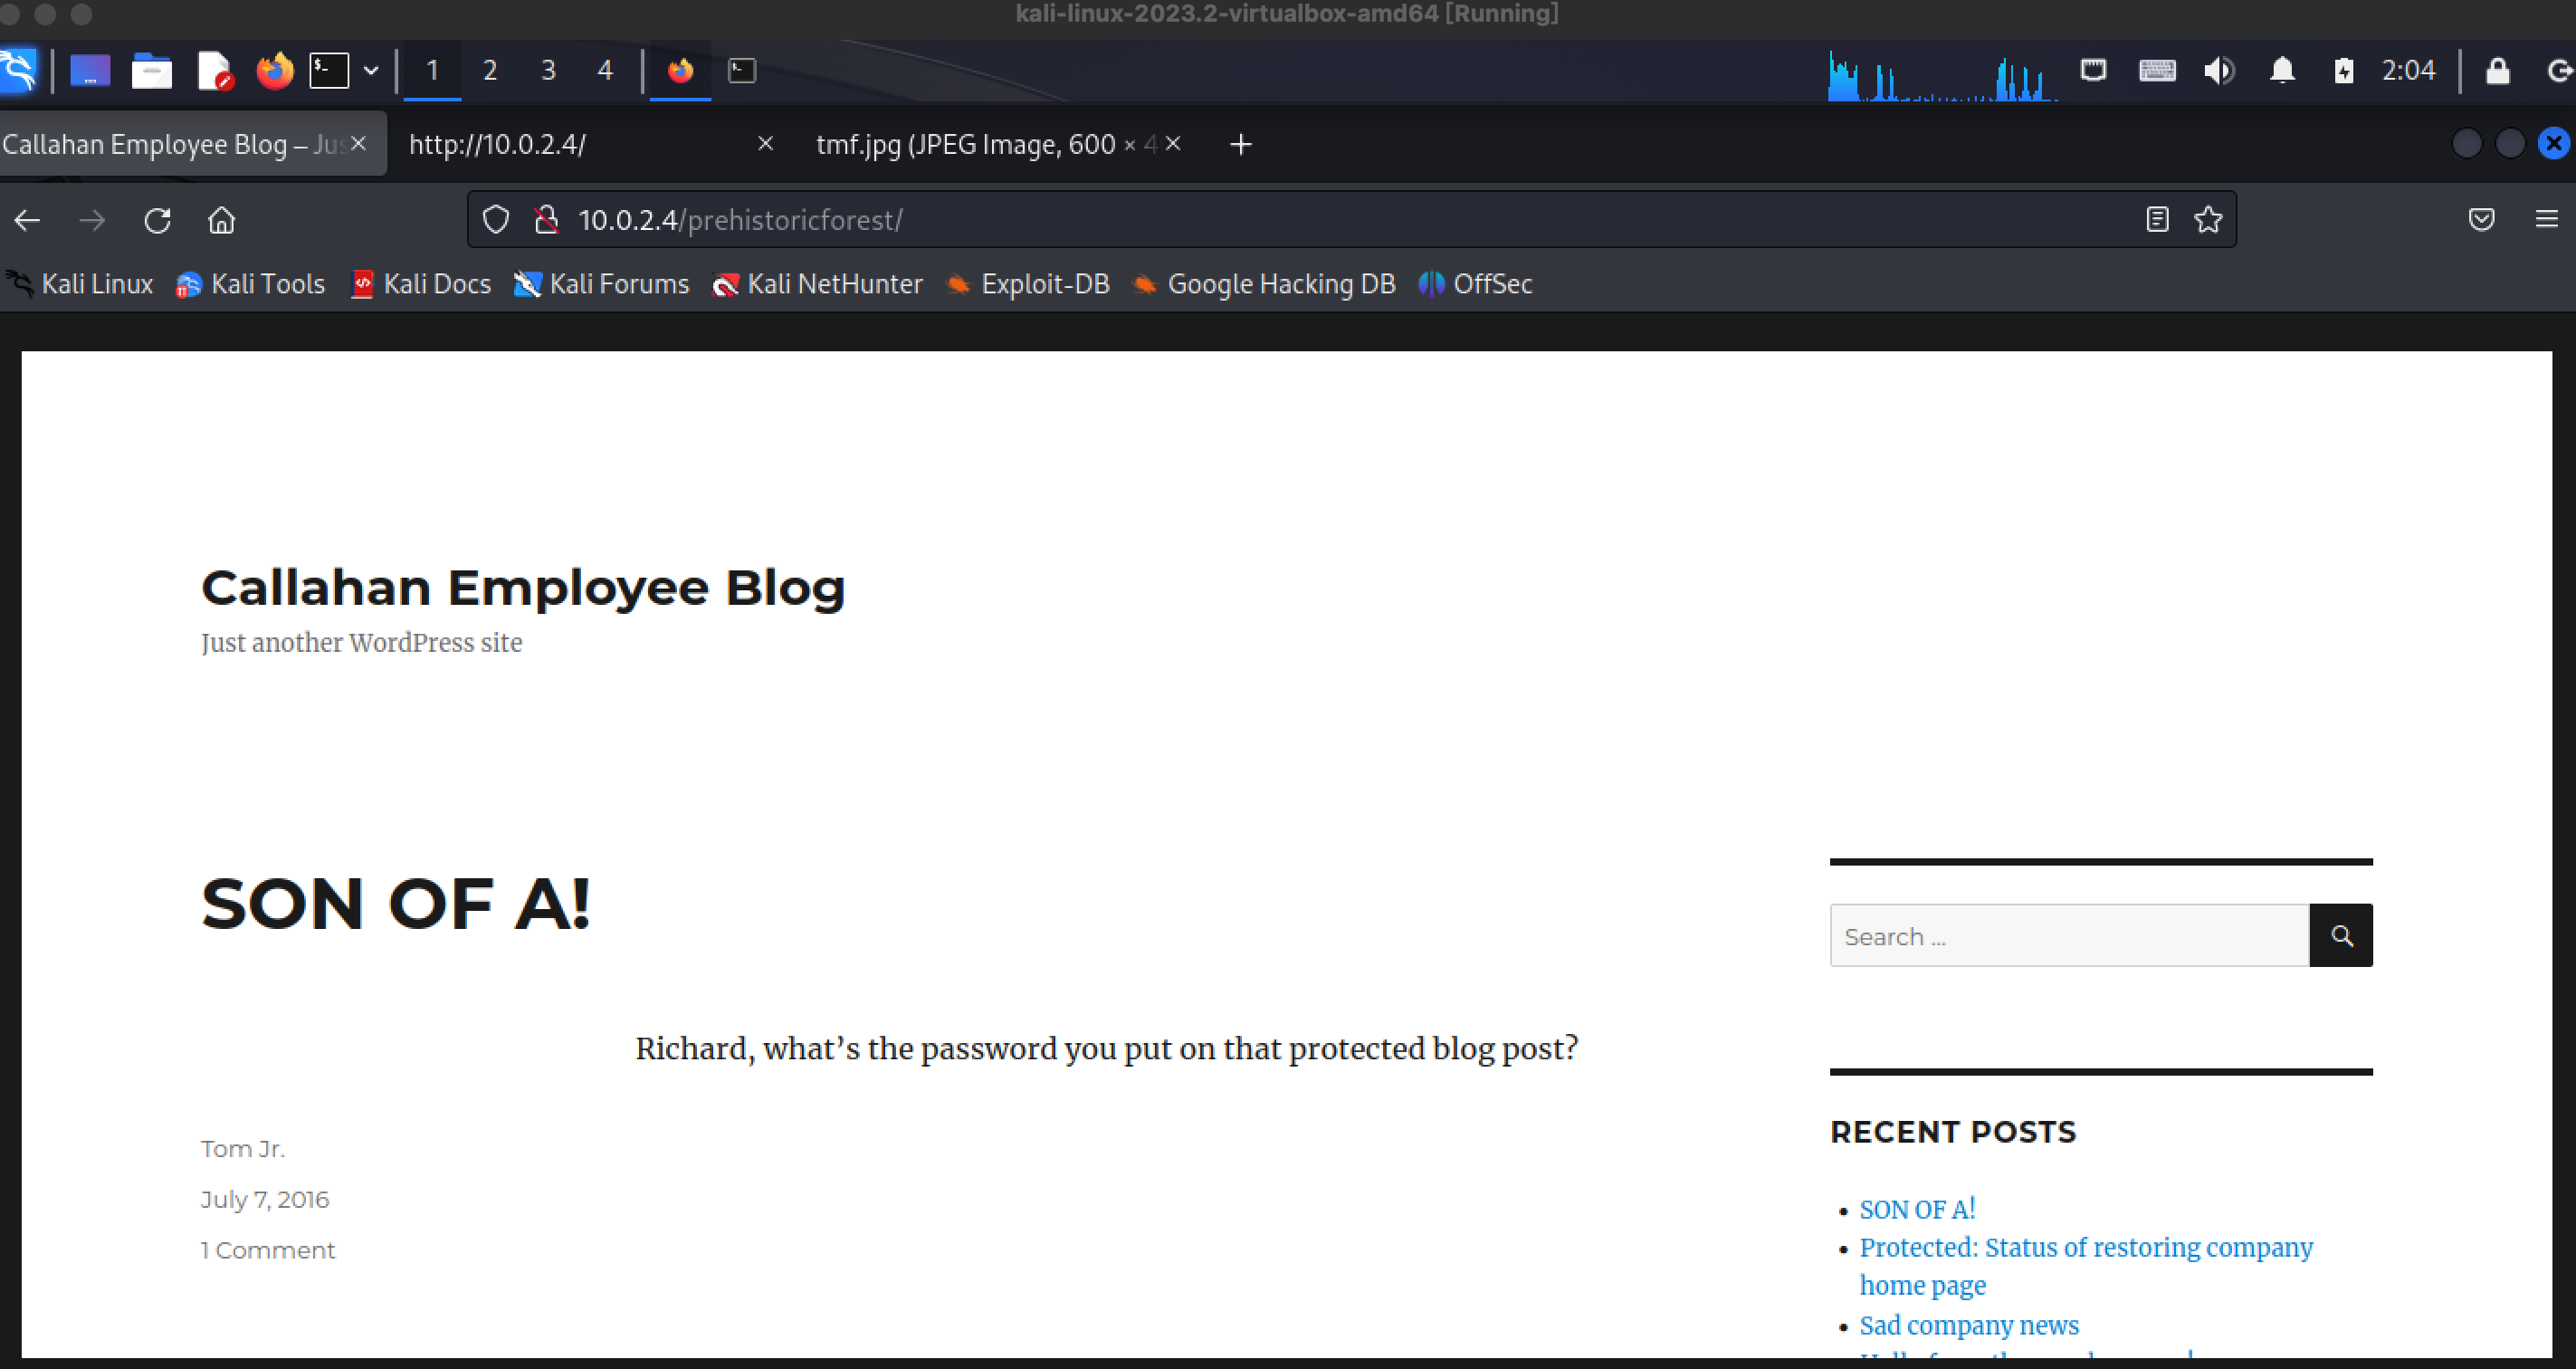 kali-linux-2023.2-virtualbox-amd64 [Running]
1 2 3 4 2:04
Callahan Employee Blog – Jus http://10.0.2.4/ tmf.jpg (JPEG Image, 600 × 4
10.0.2.4/prehistoricforest/
Kali Linux Kali Tools Kali Docs Kali Forums Kali NetHunter Exploit-DB Google Hacking DB OffSec
Callahan Employee Blog
Just another WordPress site
SON OF A!
Richard, what’s the password you put on that protected blog post?
Tom Jr.
July 7, 2016
1 Comment
Search …
RECENT POSTS
SON OF A!
Protected: Status of restoring company
home page
Sad company news